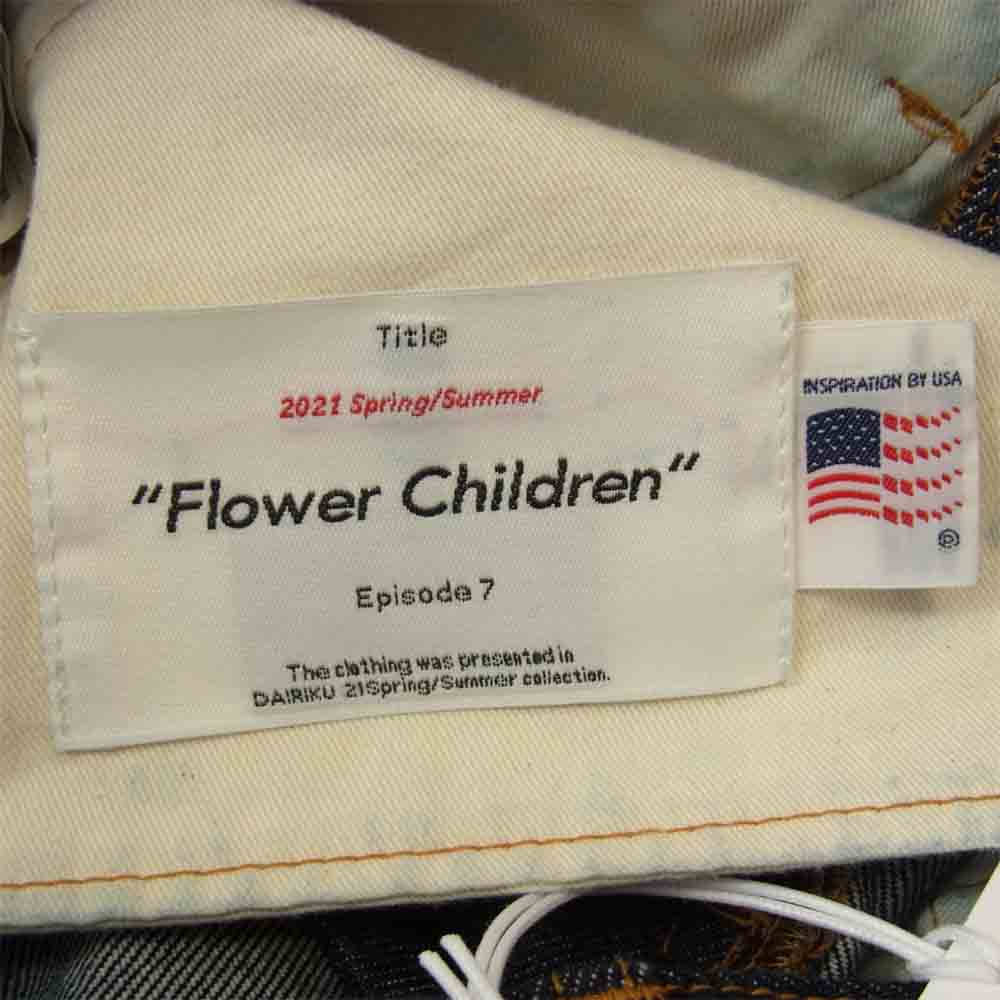 Title
2021 Spring/Summer
"Flower Children"
Episode 7
The clothing was presented in
DAIRIKU 21Spring/Summer collection.
INSPIRATION BY USA